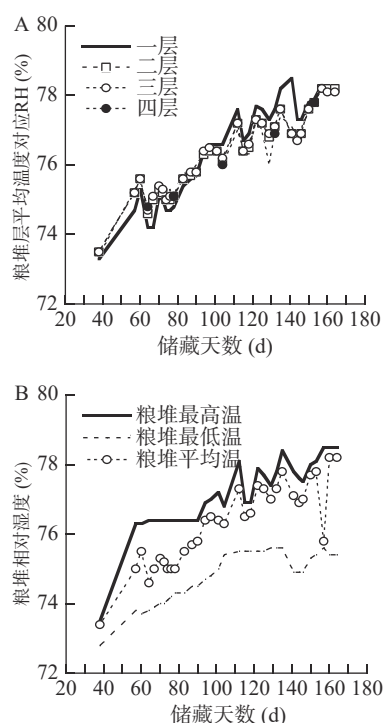 A
80
78
76
74
72
粮堆层平均温度对应RH (%)
一层
二层
三层
四层
20 40 60 80 100 120 140 160 180
储藏天数 (d)
B
80
78
76
74
72
粮堆相对湿度 (%)
粮堆最高温
粮堆最低温
粮堆平均温
20 40 60 80 100 120 140 160 180
储藏天数 (d)